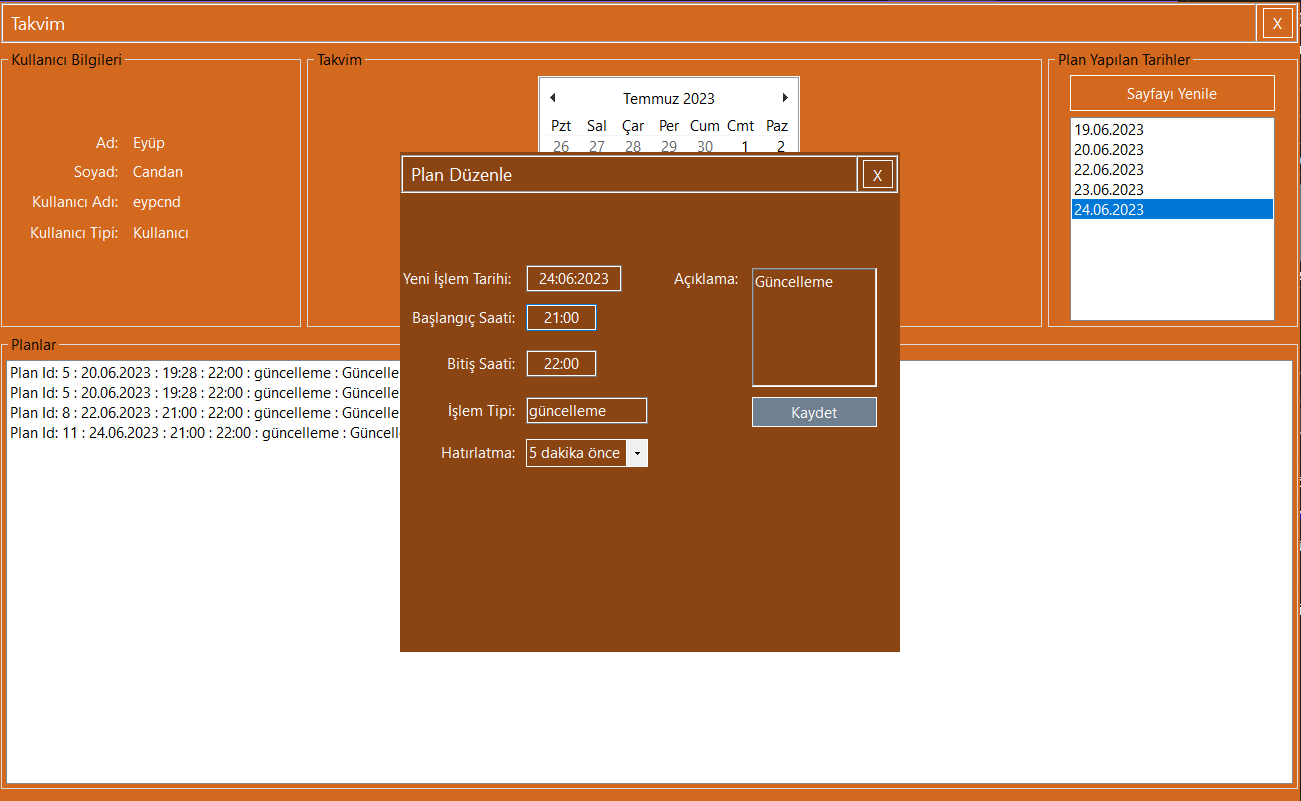 Takvim
X
Kullanıcı Bilgileri
Ad: Eyüp
Soyad: Candan
Kullanıcı Adı: eypcnd
Kullanıcı Tipi: Kullanıcı
Takvim
Temmuz 2023
Pzt Sal Çar Per Cum Cmt Paz
26 27 28 29 30 1 2
Plan Yapılan Tarihler
Sayfayı Yenile
19.06.2023
20.06.2023
22.06.2023
23.06.2023
24.06.2023
Plan Düzenle
X
Yeni İşlem Tarihi: 24:06:2023
Başlangıç Saati: 21:00
Bitiş Saati: 22:00
İşlem Tipi: güncelleme
Hatırlatma: 5 dakika önce
Açıklama: Güncelleme
Kaydet
Planlar
Plan Id: 5 : 20.06.2023 : 19:28 : 22:00 : güncelleme : Güncelle
Plan Id: 5 : 20.06.2023 : 19:28 : 22:00 : güncelleme : Güncelle
Plan Id: 8 : 22.06.2023 : 21:00 : 22:00 : güncelleme : Güncelle
Plan Id: 11 : 24.06.2023 : 21:00 : 22:00 : güncelleme : Güncell